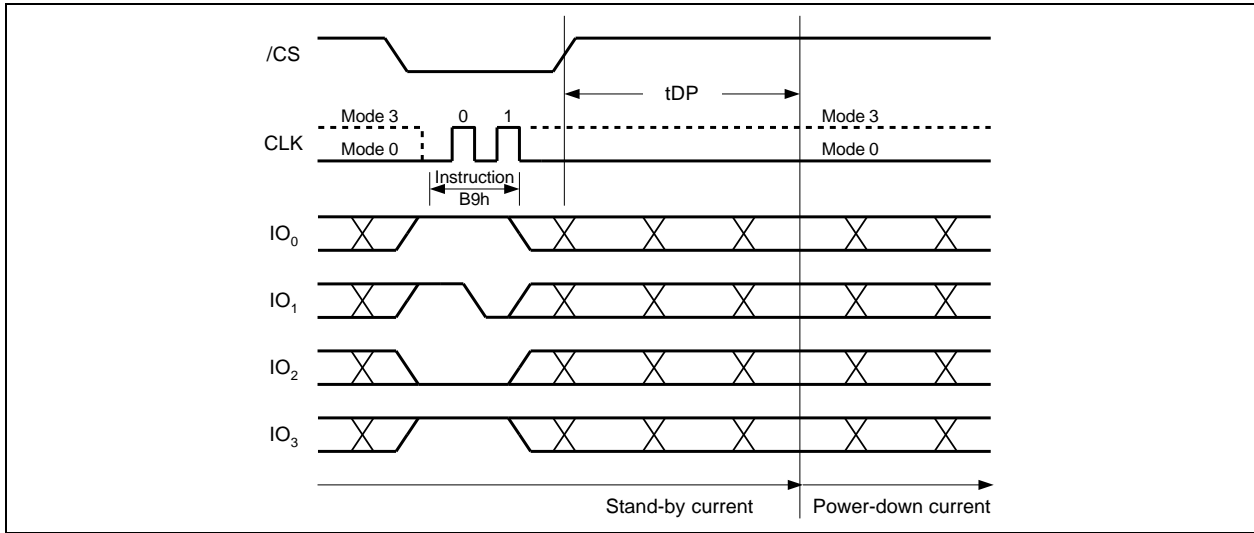 /CS
tDP
Mode 3 0 1 Mode 3
CLK
Mode 0 Mode 0
Instruction
B9h
IO0
IO1
IO2
IO3
Stand-by current Power-down current